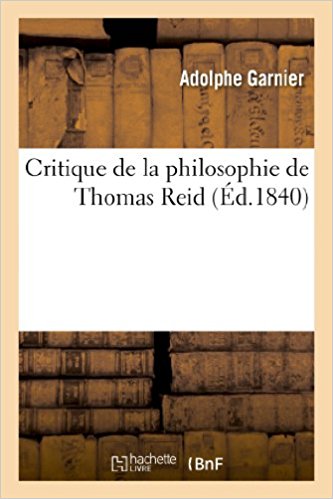 Adolphe Garnier
Critique de la philosophie de
Thomas Reid (Éd.1840)
hachette
LIVRE
{BnF